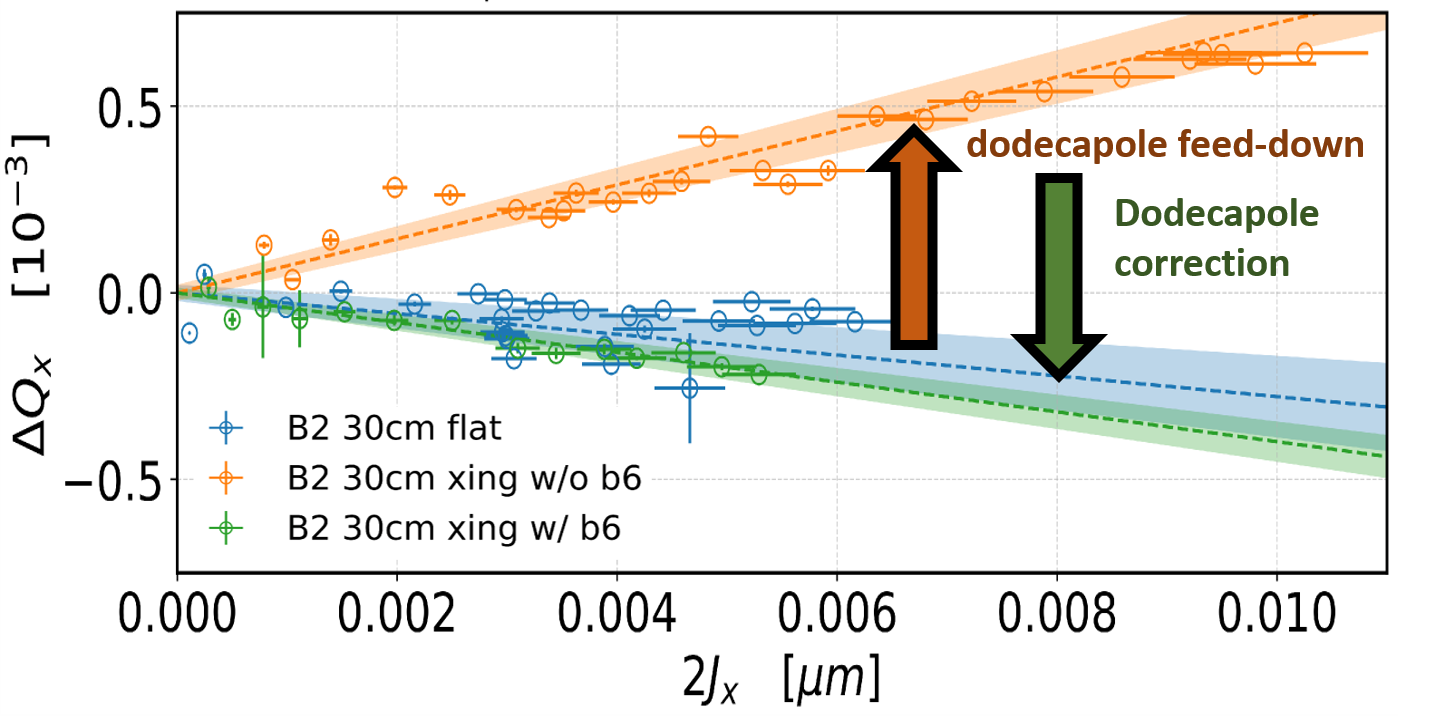 0.5
0.0
−0.5
ΔQx [10−3]
dodecapole feed-down
Dodecapole
correction
B2 30cm flat
B2 30cm xing w/o b6
B2 30cm xing w/ b6
0.000 0.002 0.004 0.006 0.008 0.010
2Jx [μm]